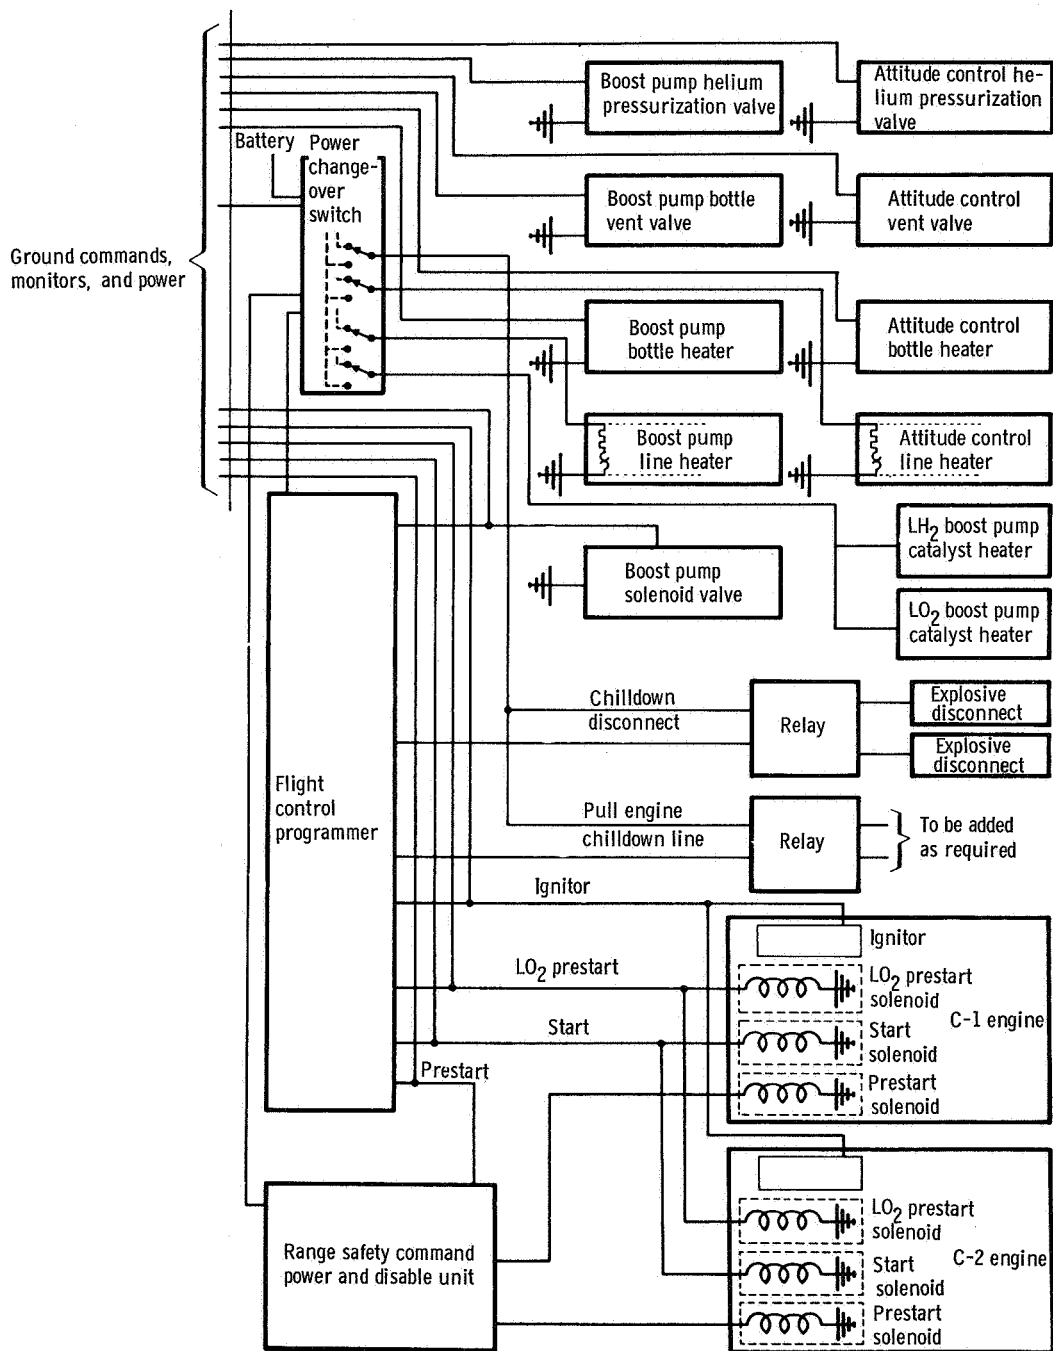 Boost pump helium
pressurization valve
Attitude control he-
lium pressurization
valve
Battery
Power
change-
over
switch
Boost pump bottle
vent valve
Attitude control
vent valve
Ground commands,
monitors, and power
Boost pump
bottle heater
Attitude control
bottle heater
Boost pump
line heater
Attitude control
line heater
LH2 boost pump
catalyst heater
Boost pump
solenoid valve
LO2 boost pump
catalyst heater
Chilldown
disconnect
Relay
Explosive
disconnect
Explosive
disconnect
Flight
control
programmer
Pull engine
chilldown line
Relay
To be added
as required
Ignitor
Ignitor
LO2 prestart
LO2 prestart
solenoid
C-1 engine
Start
Start
solenoid
Prestart
Prestart
solenoid
LO2 prestart
solenoid
Range safety command
power and disable unit
Start
solenoid
C-2 engine
Prestart
solenoid